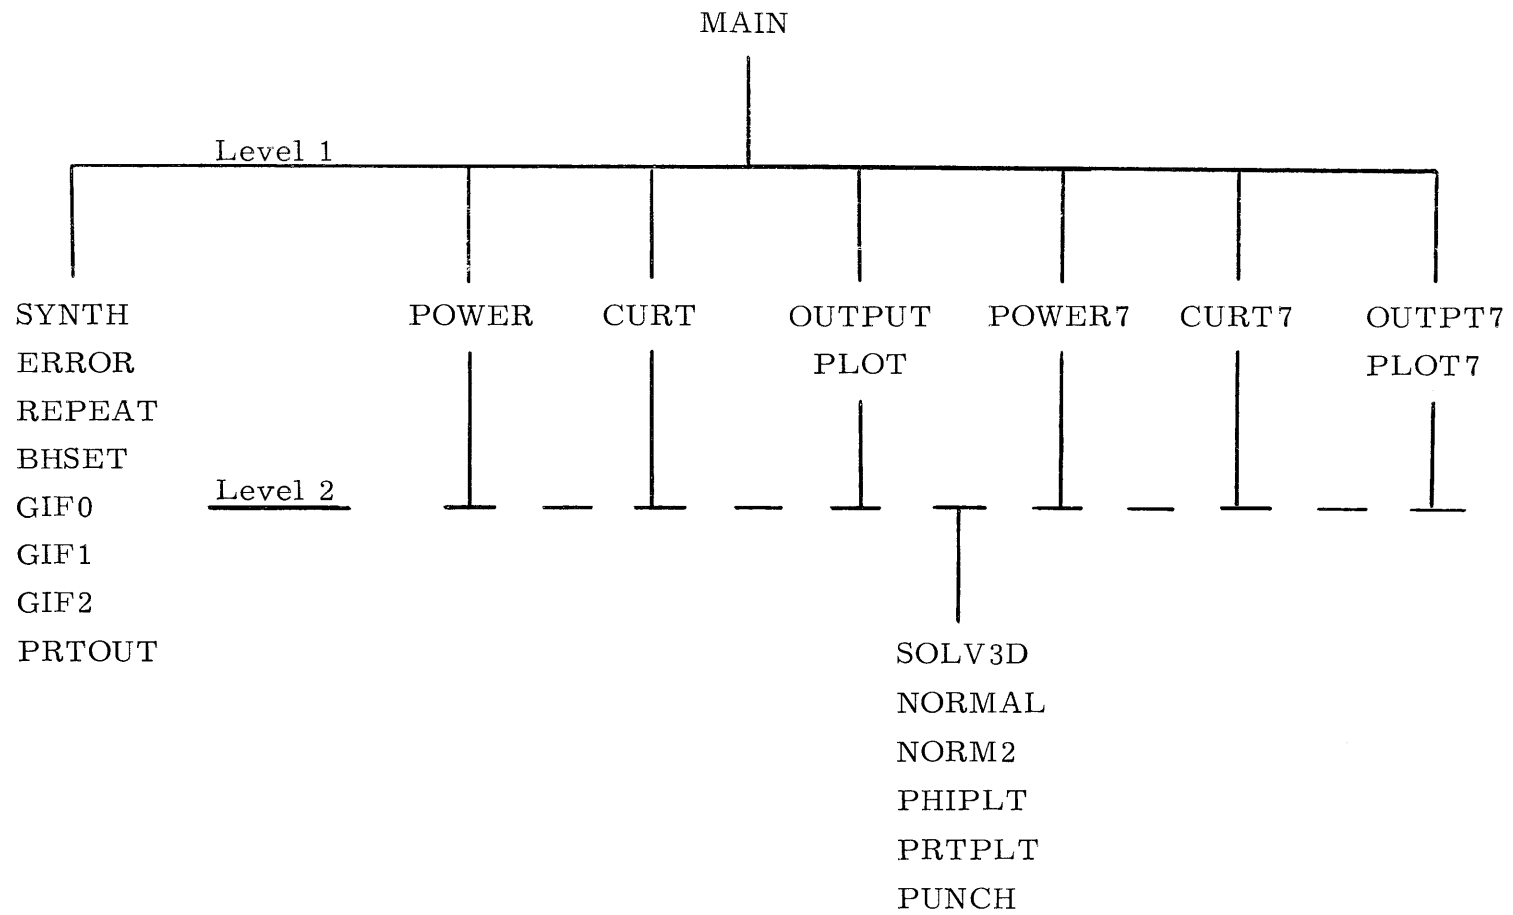 MAIN
Level 1
SYNTH
ERROR
REPEAT
BHSET
GIF0
GIF1
GIF2
PRTOUT
POWER
CURT
OUTPUT
PLOT
POWER7
CURT7
OUTPT7
PLOT7
Level 2
SOLV3D
NORMAL
NORM2
PHIPLT
PRTPLT
PUNCH